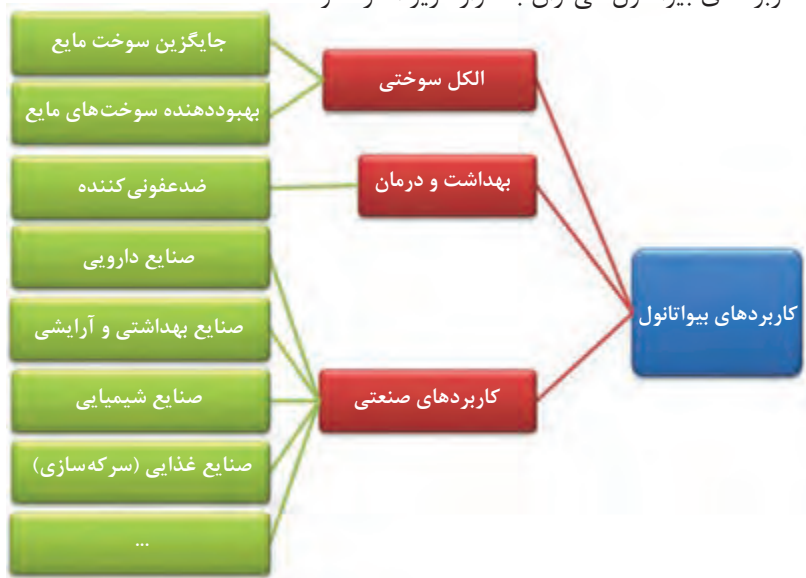 کاربردهای بیواتانول
الکل سوختی
جایگزین سوخت مایع
بهبوددهنده سوخت‌های مایع
بهداشت و درمان
ضدعفونی‌کننده
کاربردهای صنعتی
صنایع دارویی
صنایع بهداشتی و آرایشی
صنایع شیمیایی
صنایع غذایی (سرکه‌سازی)
...